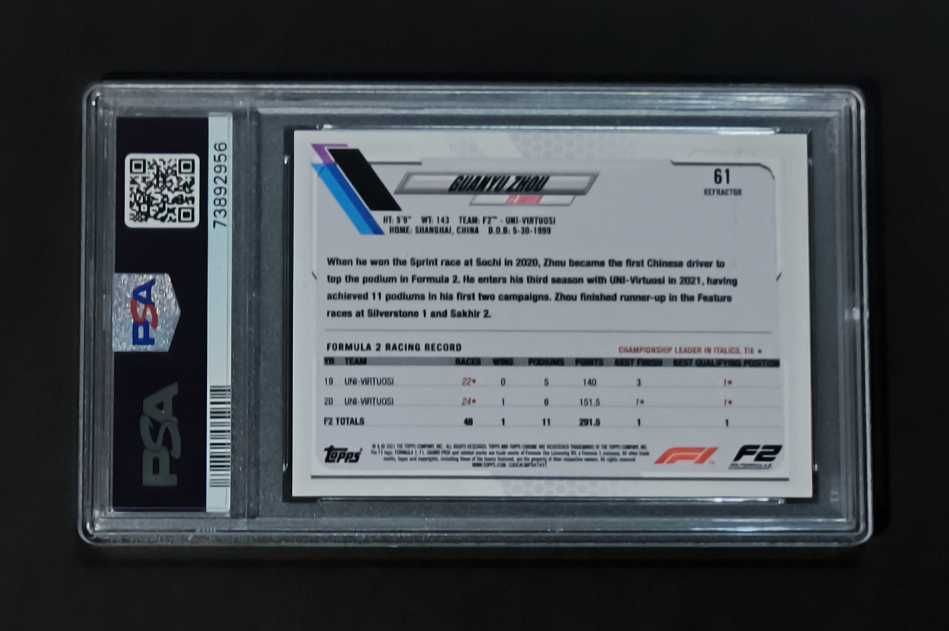 73892956
PSA
PSA
61
REFRACTOR
GUANYU ZHOU
F2 DRIVER
HT: 5'9" WT: 143 TEAM: F2™ - UNI-VIRTUOSI
HOME: SHANGHAI, CHINA D.O.B: 5-30-1999
When he won the Sprint race at Sochi in 2020, Zhou became the first Chinese driver to
top the podium in Formula 2. He enters his third season with UNI-Virtuosi in 2021, having
achieved 11 podiums in his first two campaigns. Zhou finished runner-up in the Feature
races at Silverstone 1 and Sakhir 2.
FORMULA 2 RACING RECORD CHAMPIONSHIP LEADER IN ITALICS, TIE ★
YR TEAM RACES WINS PODIUMS POINTS BEST FINISH BEST QUALIFYING POSITION
19 UNI-VIRTUOSI 22★ 0 5 140 3 1★
20 UNI-VIRTUOSI 24★ 1 6 151.5 1★ 1★
F2 TOTALS 46 1 11 291.5 1 1
Topps
F1
F2